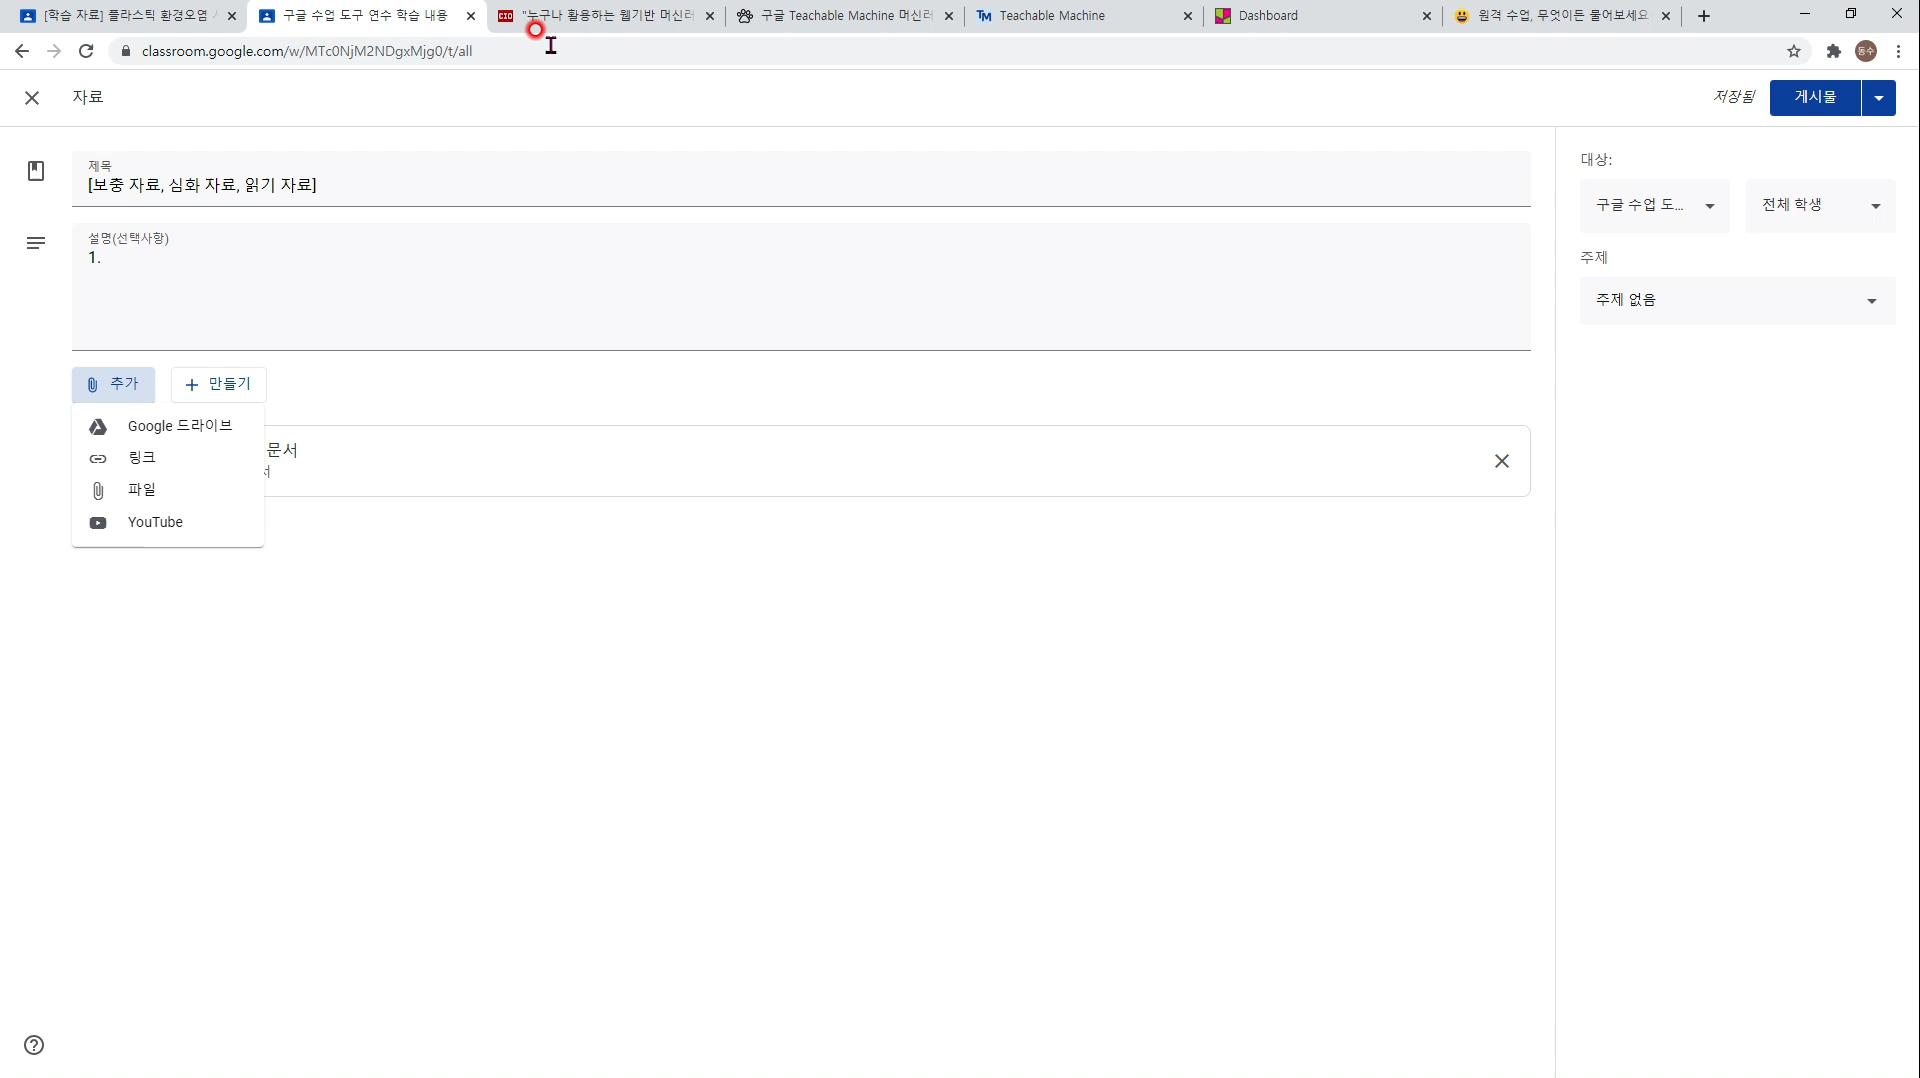 [학습 자료] 플라스틱 환경오염
구글 수업 도구 연수 학습 내용
CIO "누구나 활용하는 웹기반 머신러
구글 Teachable Machine 머신러
Teachable Machine
Dashboard
원격 수업, 무엇이든 물어보세요
classroom.google.com/w/MTc0NjM2NDgxMjg0/t/all
동수
자료
저장됨
게시물
제목
[보충 자료, 심화 자료, 읽기 자료]
설명(선택사항)
1.
추가
만들기
Google 드라이브
링크
파일
YouTube
문서
서
대상:
구글 수업 도...
전체 학생
주제
주제 없음